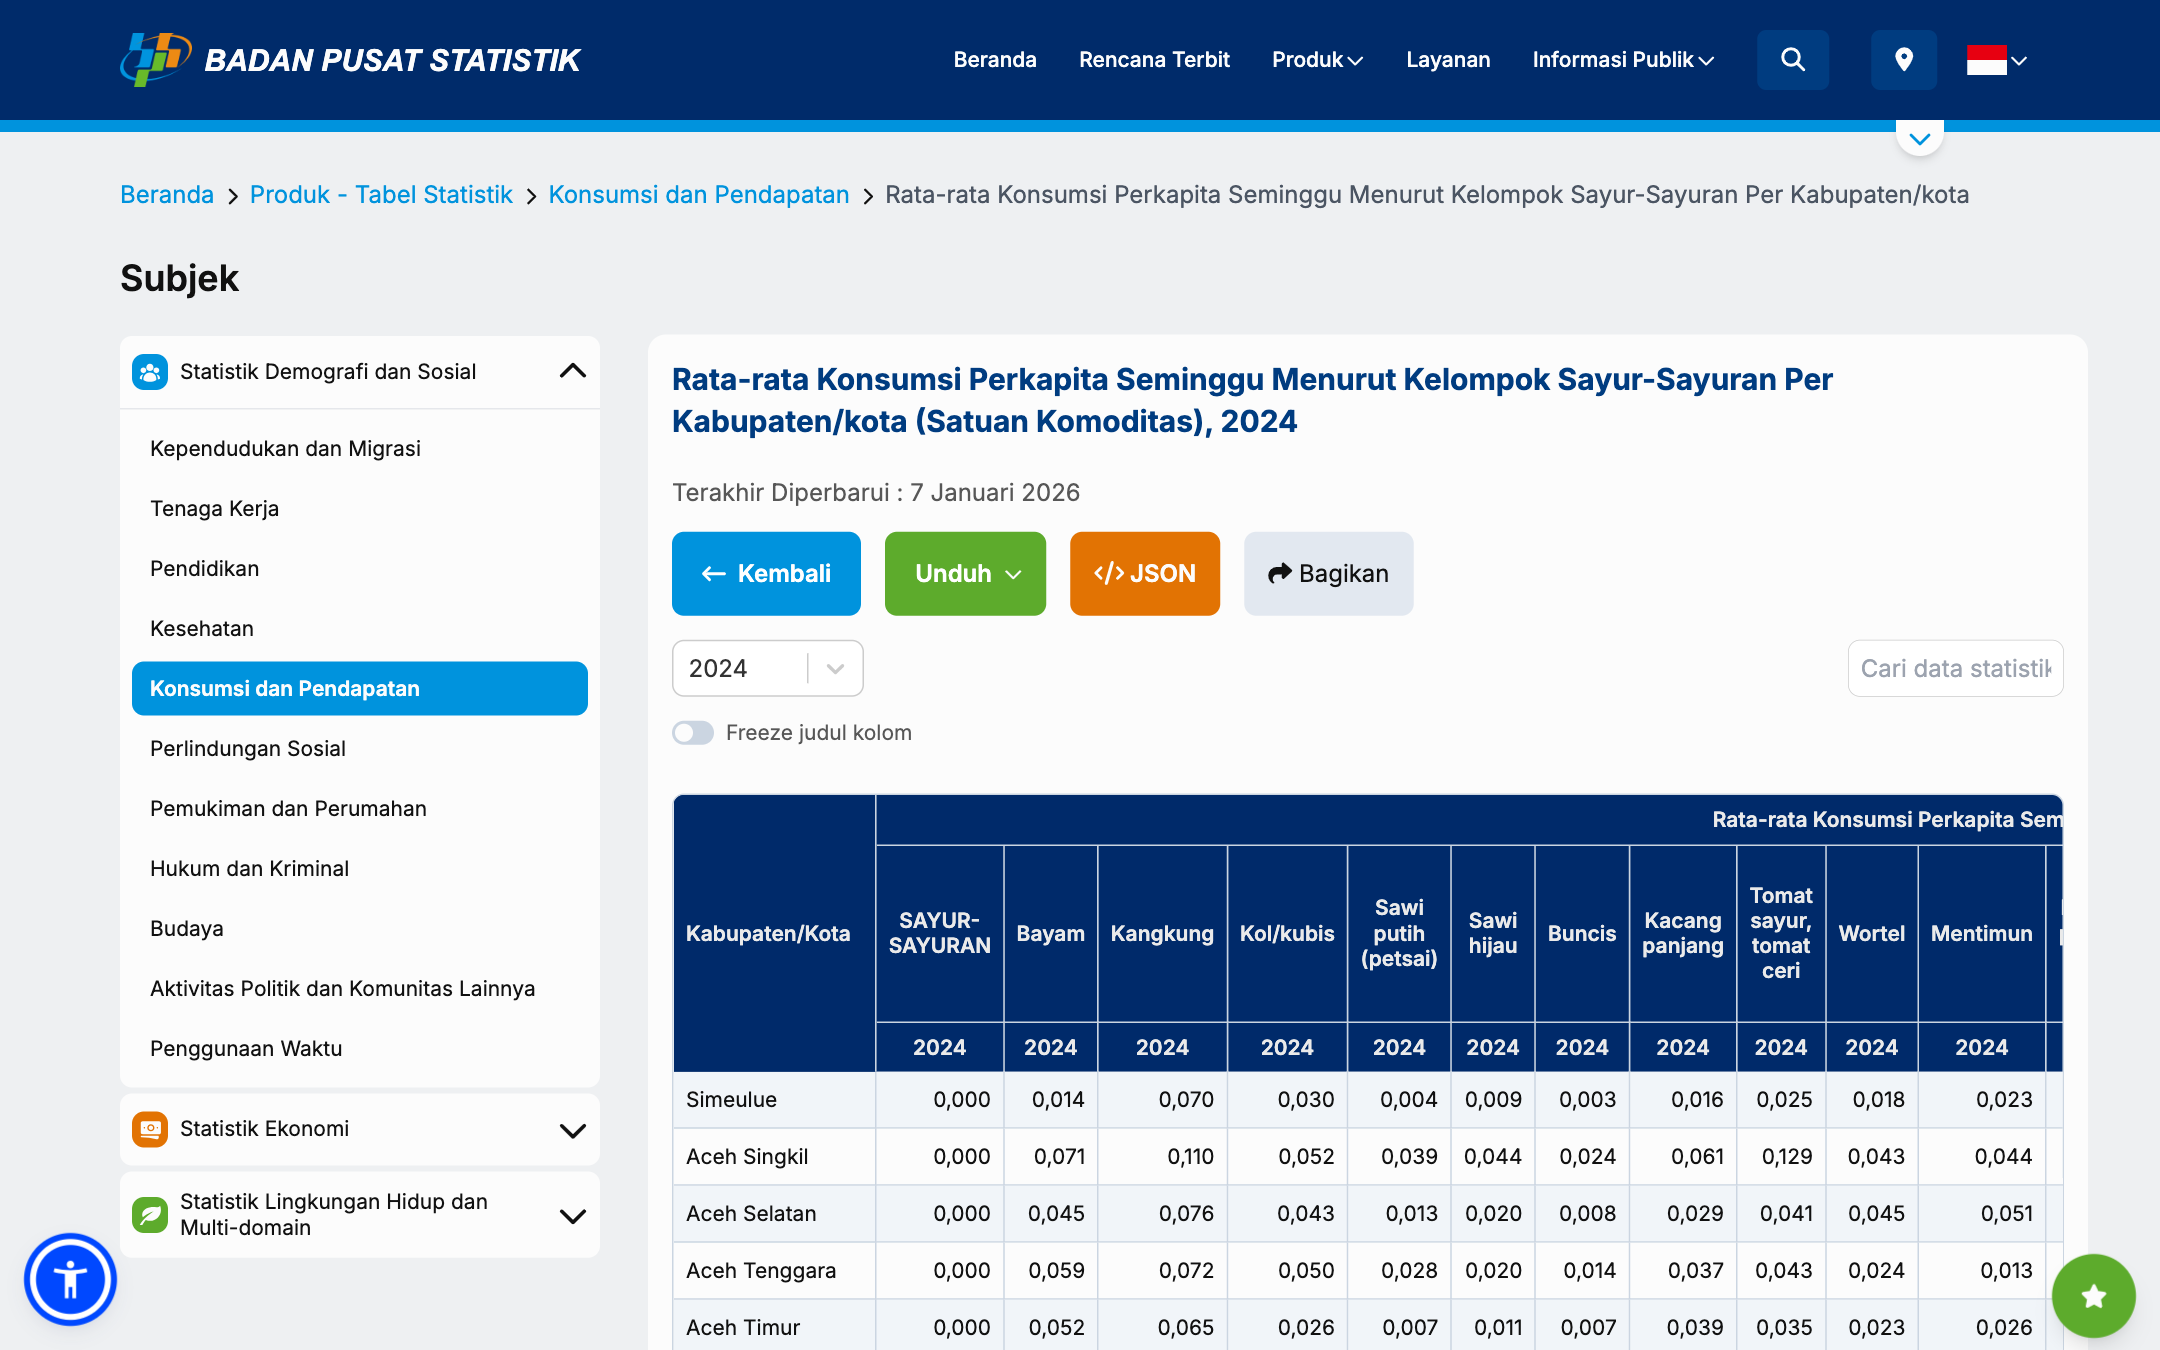 BADAN PUSAT STATISTIK
Beranda
Rencana Terbit
Produk
Layanan
Informasi Publik
Beranda > Produk - Tabel Statistik > Konsumsi dan Pendapatan > Rata-rata Konsumsi Perkapita Seminggu Menurut Kelompok Sayur-Sayuran Per Kabupaten/kota
Subjek
Statistik Demografi dan Sosial
Kependudukan dan Migrasi
Tenaga Kerja
Pendidikan
Kesehatan
Konsumsi dan Pendapatan
Perlindungan Sosial
Pemukiman dan Perumahan
Hukum dan Kriminal
Budaya
Aktivitas Politik dan Komunitas Lainnya
Penggunaan Waktu
Statistik Ekonomi
Statistik Lingkungan Hidup dan
Multi-domain
Rata-rata Konsumsi Perkapita Seminggu Menurut Kelompok Sayur-Sayuran Per
Kabupaten/kota (Satuan Komoditas), 2024
Terakhir Diperbarui : 7 Januari 2026
Kembali
Unduh
</> JSON
Bagikan
2024
Cari data statistik
Freeze judul kolom
Kabupaten/Kota
Rata-rata Konsumsi Perkapita Sem
SAYUR-
SAYURAN
Bayam
Kangkung
Kol/kubis
Sawi
putih
(petsai)
Sawi
hijau
Buncis
Kacang
panjang
Tomat
sayur,
tomat
ceri
Wortel
Mentimun
2024 2024 2024 2024 2024 2024 2024 2024 2024 2024 2024
Simeulue 0,000 0,014 0,070 0,030 0,004 0,009 0,003 0,016 0,025 0,018 0,023
Aceh Singkil 0,000 0,071 0,110 0,052 0,039 0,044 0,024 0,061 0,129 0,043 0,044
Aceh Selatan 0,000 0,045 0,076 0,043 0,013 0,020 0,008 0,029 0,041 0,045 0,051
Aceh Tenggara 0,000 0,059 0,072 0,050 0,028 0,020 0,014 0,037 0,043 0,024 0,013
Aceh Timur 0,000 0,052 0,065 0,026 0,007 0,011 0,007 0,039 0,035 0,023 0,026